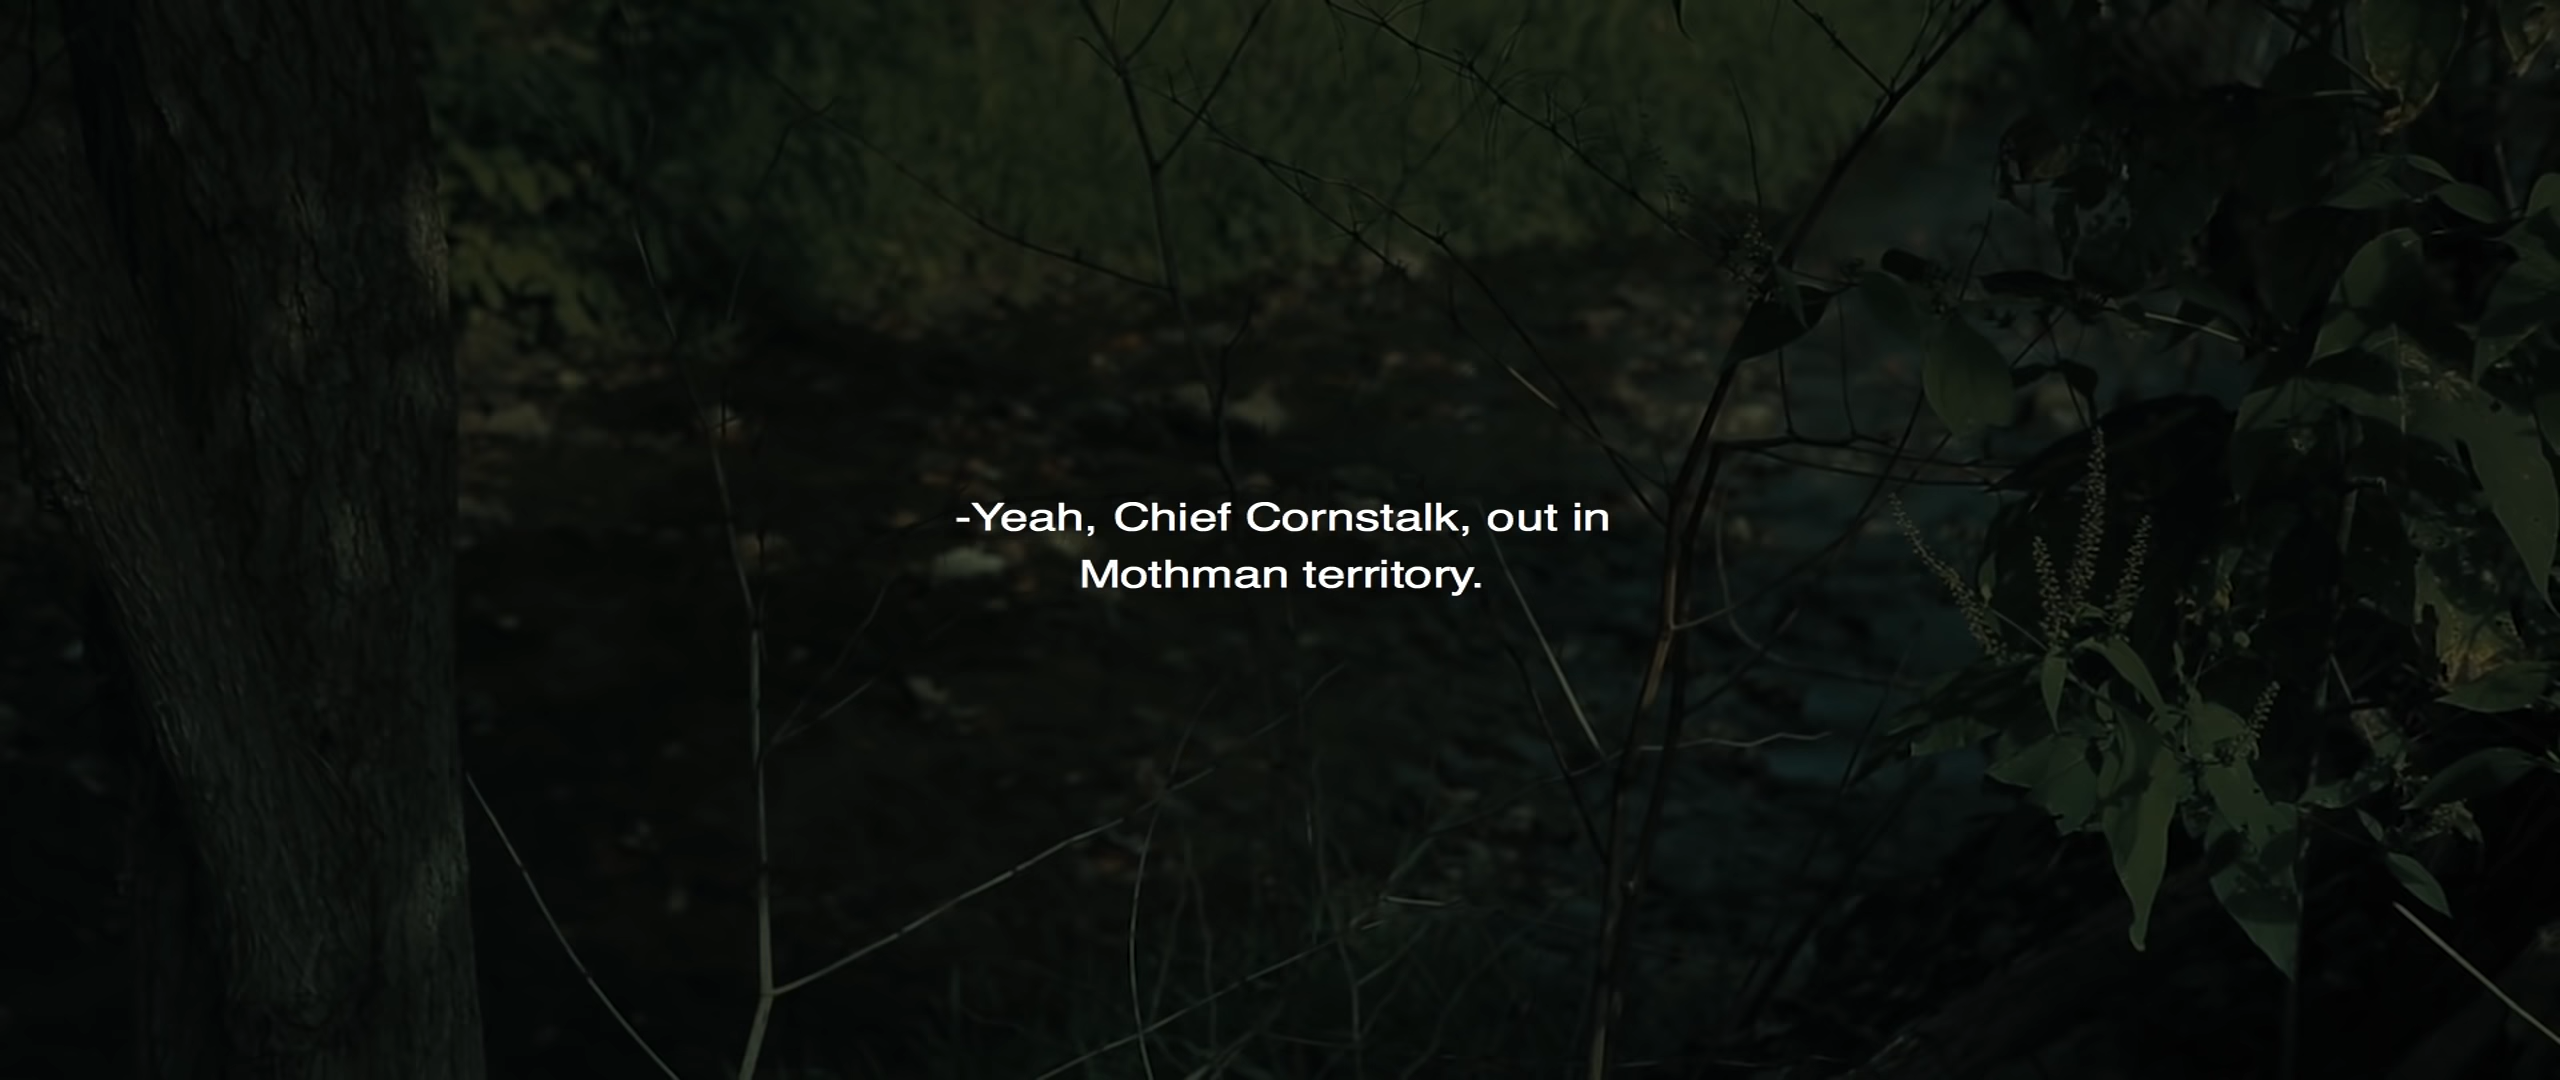 -Yeah, Chief Cornstalk, out in
Mothman territory.